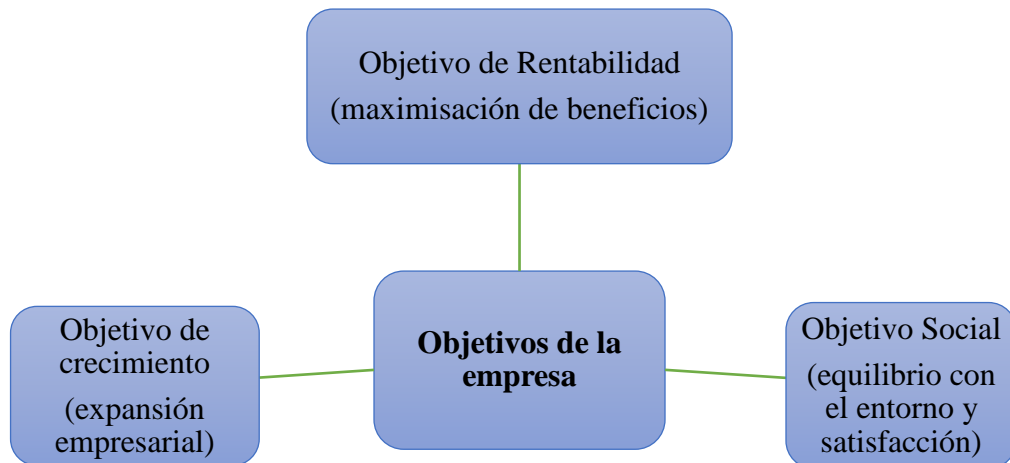 Objetivo de Rentabilidad
(maximisación de beneficios)
Objetivo de
crecimiento
(expansión
empresarial)
Objetivos de la
empresa
Objetivo Social
(equilibrio con
el entorno y
satisfacción)